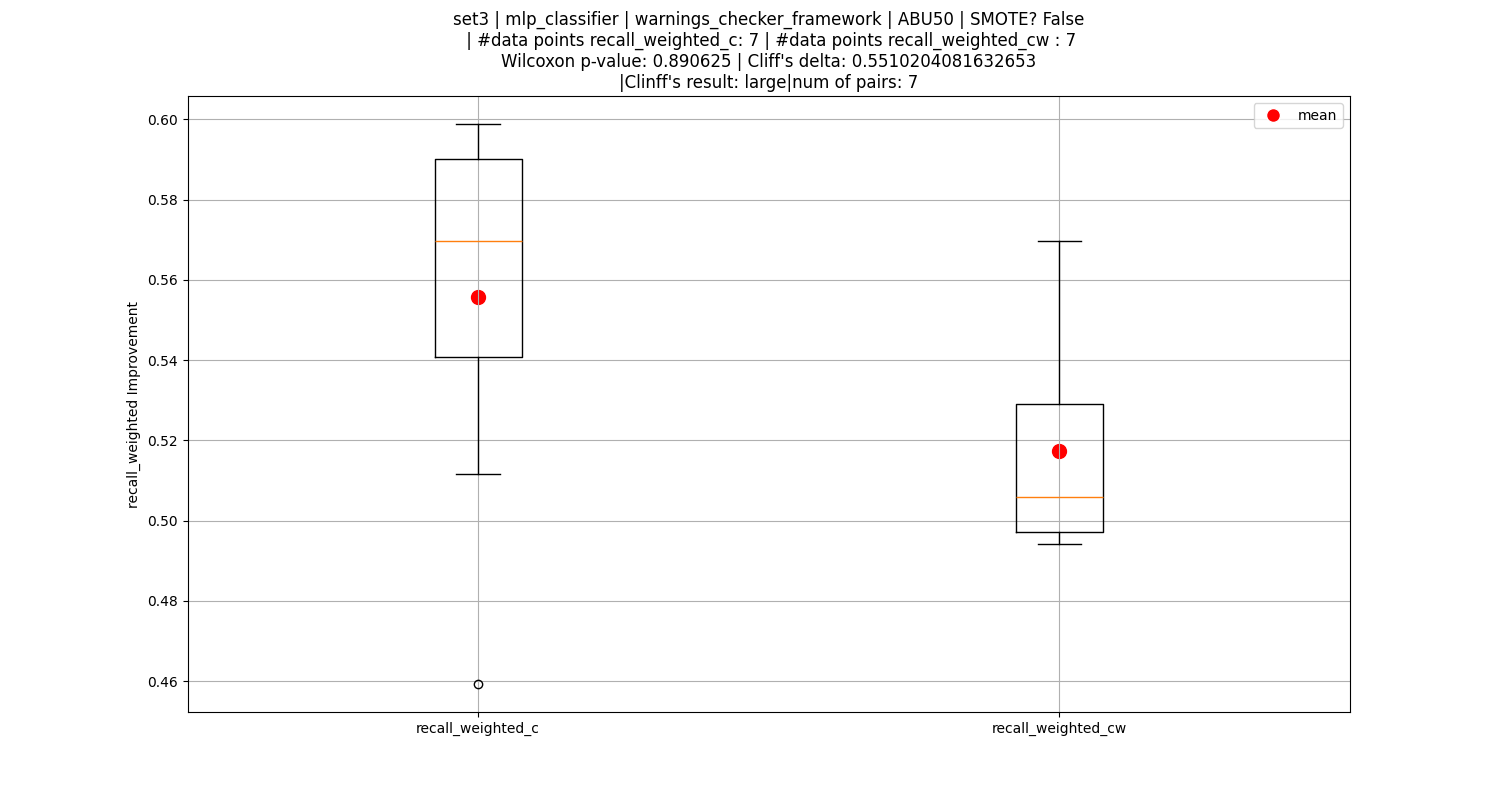 set3 | mlp_classifier | warnings_checker_framework | ABU50 | SMOTE? False
| #data points recall_weighted_c: 7 | #data points recall_weighted_cw : 7
Wilcoxon p-value: 0.890625 | Cliff's delta: 0.5510204081632653
|Clinff's result: large|num of pairs: 7
mean
0.60
0.58
0.56
0.54
0.52
0.50
0.48
0.46
recall_weighted Improvement
recall_weighted_c
recall_weighted_cw